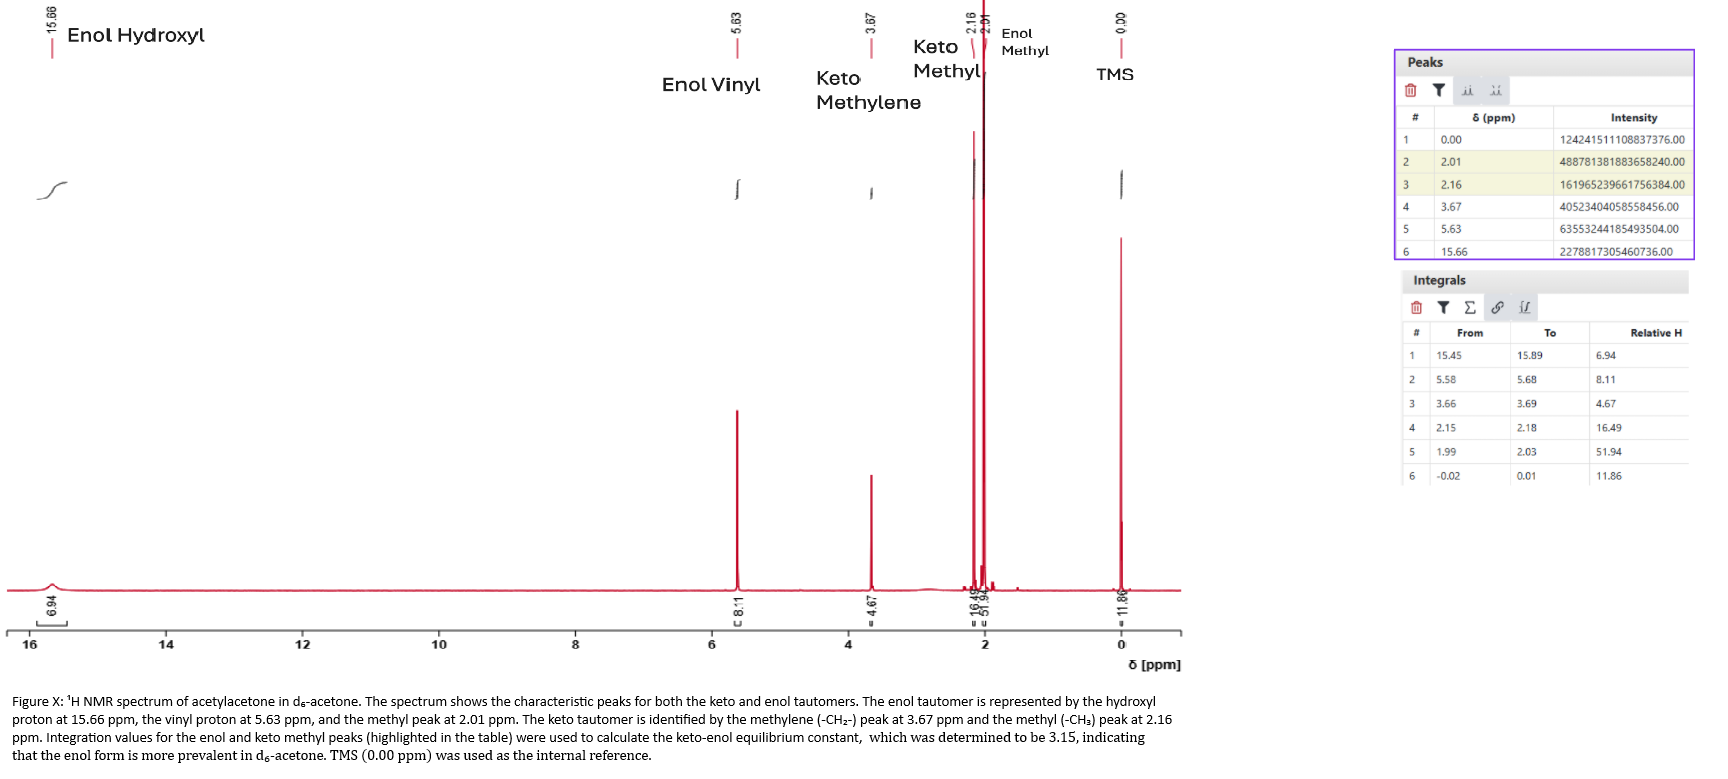 15.66
Enol Hydroxyl
5.63
Enol Vinyl
3.67
Keto
Methylene
2.16
Keto
Methyl
2.01
Enol
Methyl
0.00
TMS
6.94
8.11
4.67
16.49
51.94
11.86
16
14
12
10
8
6
4
2
0
δ [ppm]
Peaks
# δ (ppm) Intensity
1 0.00 124241511108837376.00
2 2.01 488781381883658240.00
3 2.16 161965239661756384.00
4 3.67 40523404058558456.00
5 5.63 63553244185493504.00
6 15.66 2278817305460736.00
Integrals
# From To Relative H
1 15.45 15.89 6.94
2 5.58 5.68 8.11
3 3.66 3.69 4.67
4 2.15 2.18 16.49
5 1.99 2.03 51.94
6 -0.02 0.01 11.86
Figure X: ¹H NMR spectrum of acetylacetone in d₆-acetone. The spectrum shows the characteristic peaks for both the keto and enol tautomers. The enol tautomer is represented by the hydroxyl
proton at 15.66 ppm, the vinyl proton at 5.63 ppm, and the methyl peak at 2.01 ppm. The keto tautomer is identified by the methylene (-CH₂-) peak at 3.67 ppm and the methyl (-CH₃) peak at 2.16
ppm. Integration values for the enol and keto methyl peaks (highlighted in the table) were used to calculate the keto-enol equilibrium constant, which was determined to be 3.15, indicating
that the enol form is more prevalent in d₆-acetone. TMS (0.00 ppm) was used as the internal reference.